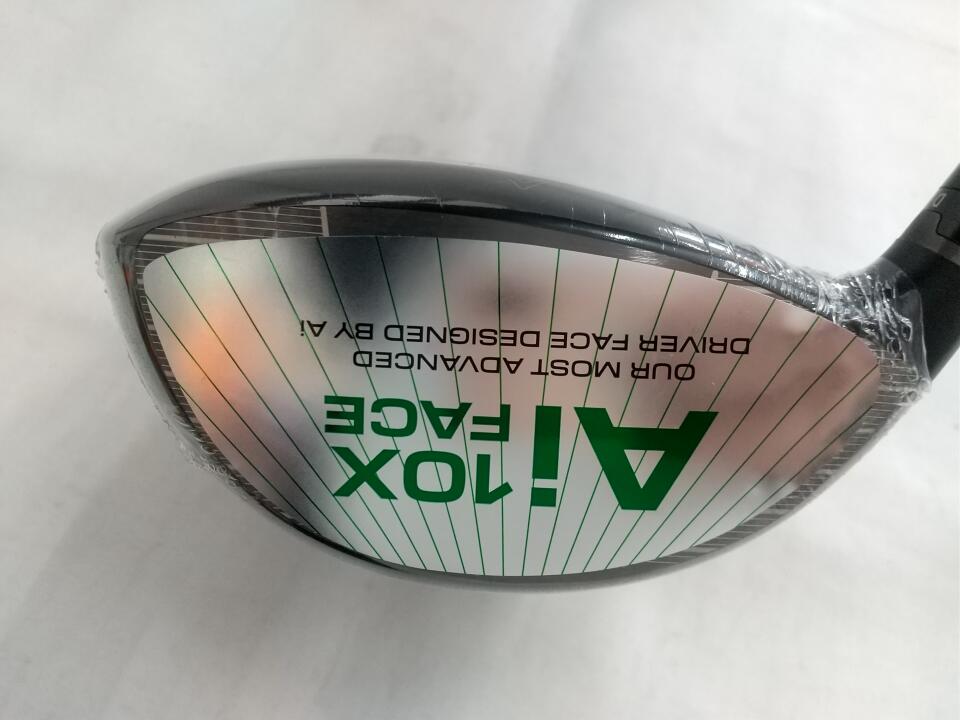 Ai 10X
FACE
OUR MOST ADVANCED
DRIVER FACE DESIGNED BY Ai